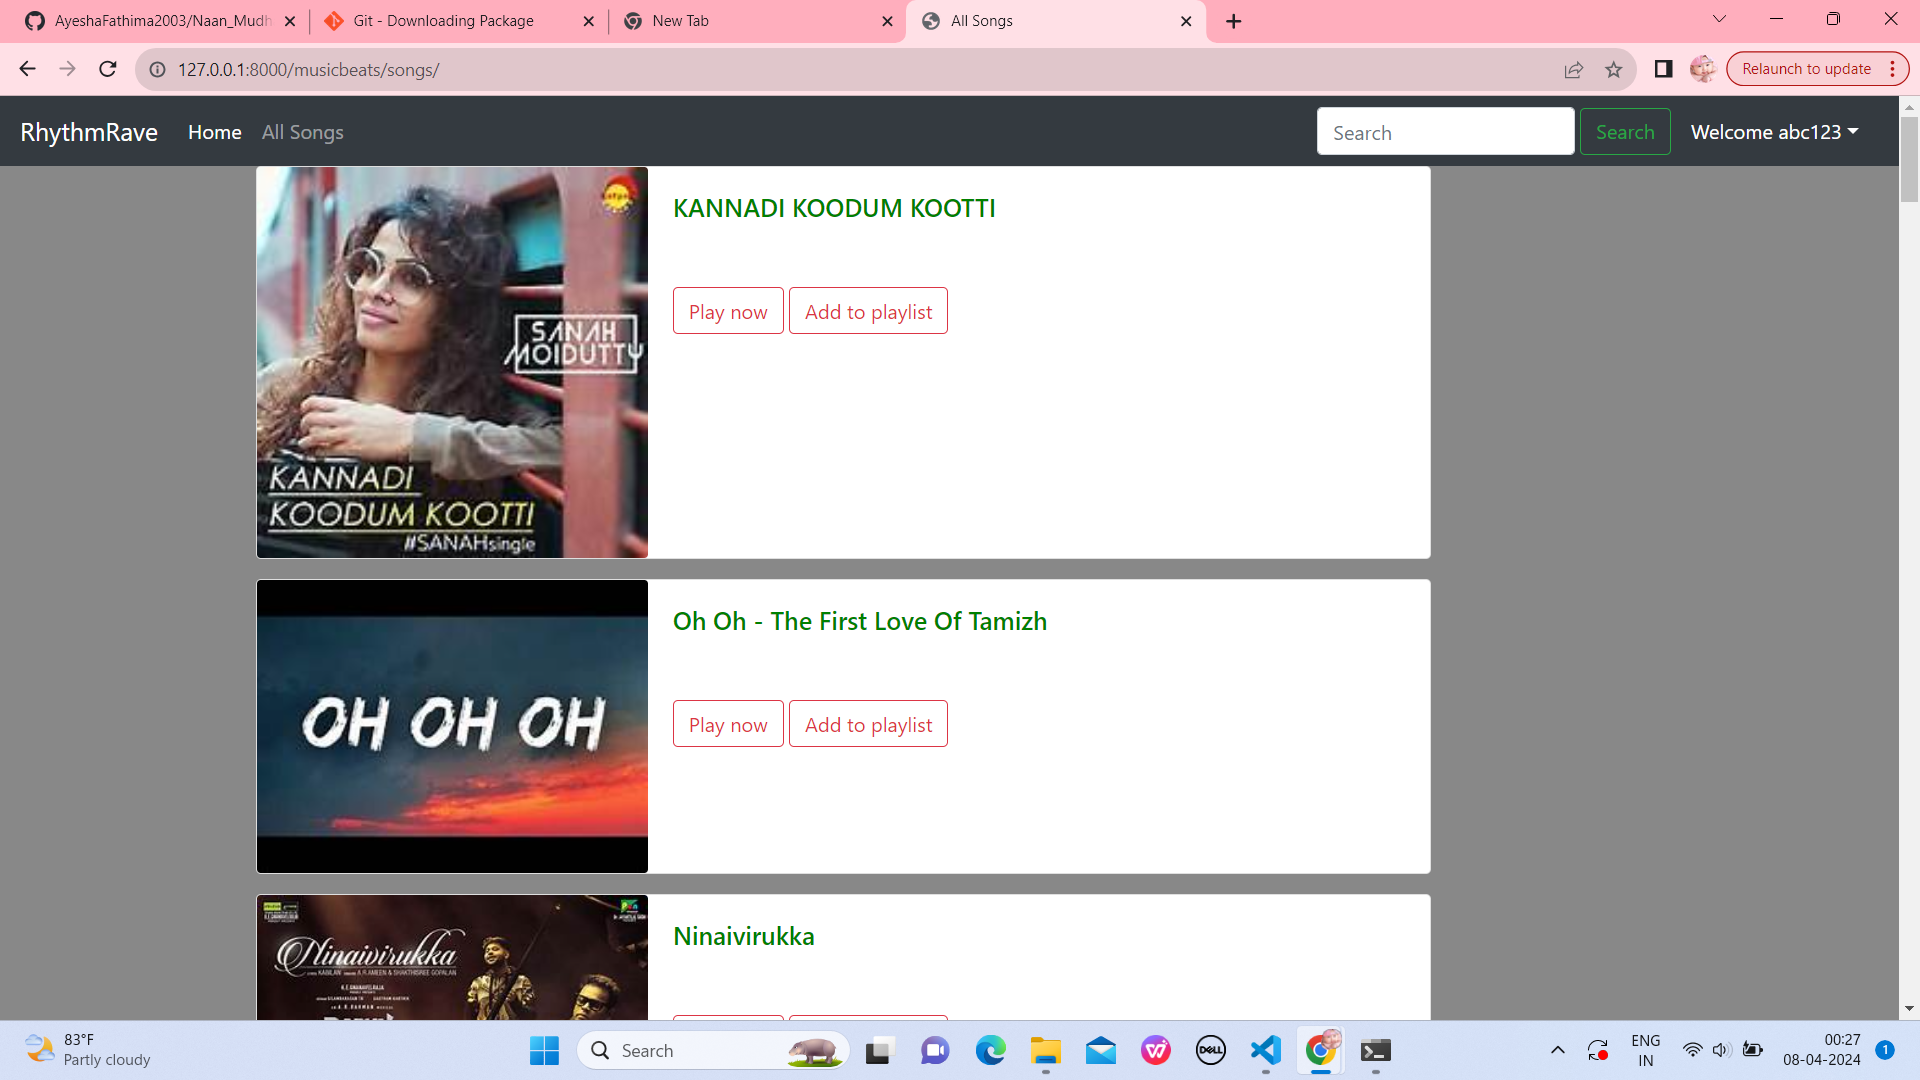 AyeshaFathima2003/Naan_Mudh
Git - Downloading Package
New Tab
All Songs
127.0.0.1:8000/musicbeats/songs/
Relaunch to update
RhythmRave
Home
All Songs
Search
Search
Welcome abc123
SANAH
MOIDUTTY
KANNADI
KOODUM KOOTTI
#SANAHsingle
KANNADI KOODUM KOOTTI
Play now
Add to playlist
OH OH OH
Oh Oh - The First Love Of Tamizh
Play now
Add to playlist
Ninaivirukka
Ninaivirukka
83°F
Partly cloudy
Search
DELL
ENG
IN
00:27
08-04-2024
1